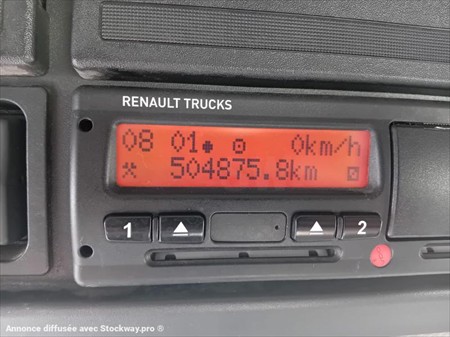 RENAULT TRUCKS
08 01 0km/h
504875.8km
1 2
Annonce diffusée avec Stockway.pro ®